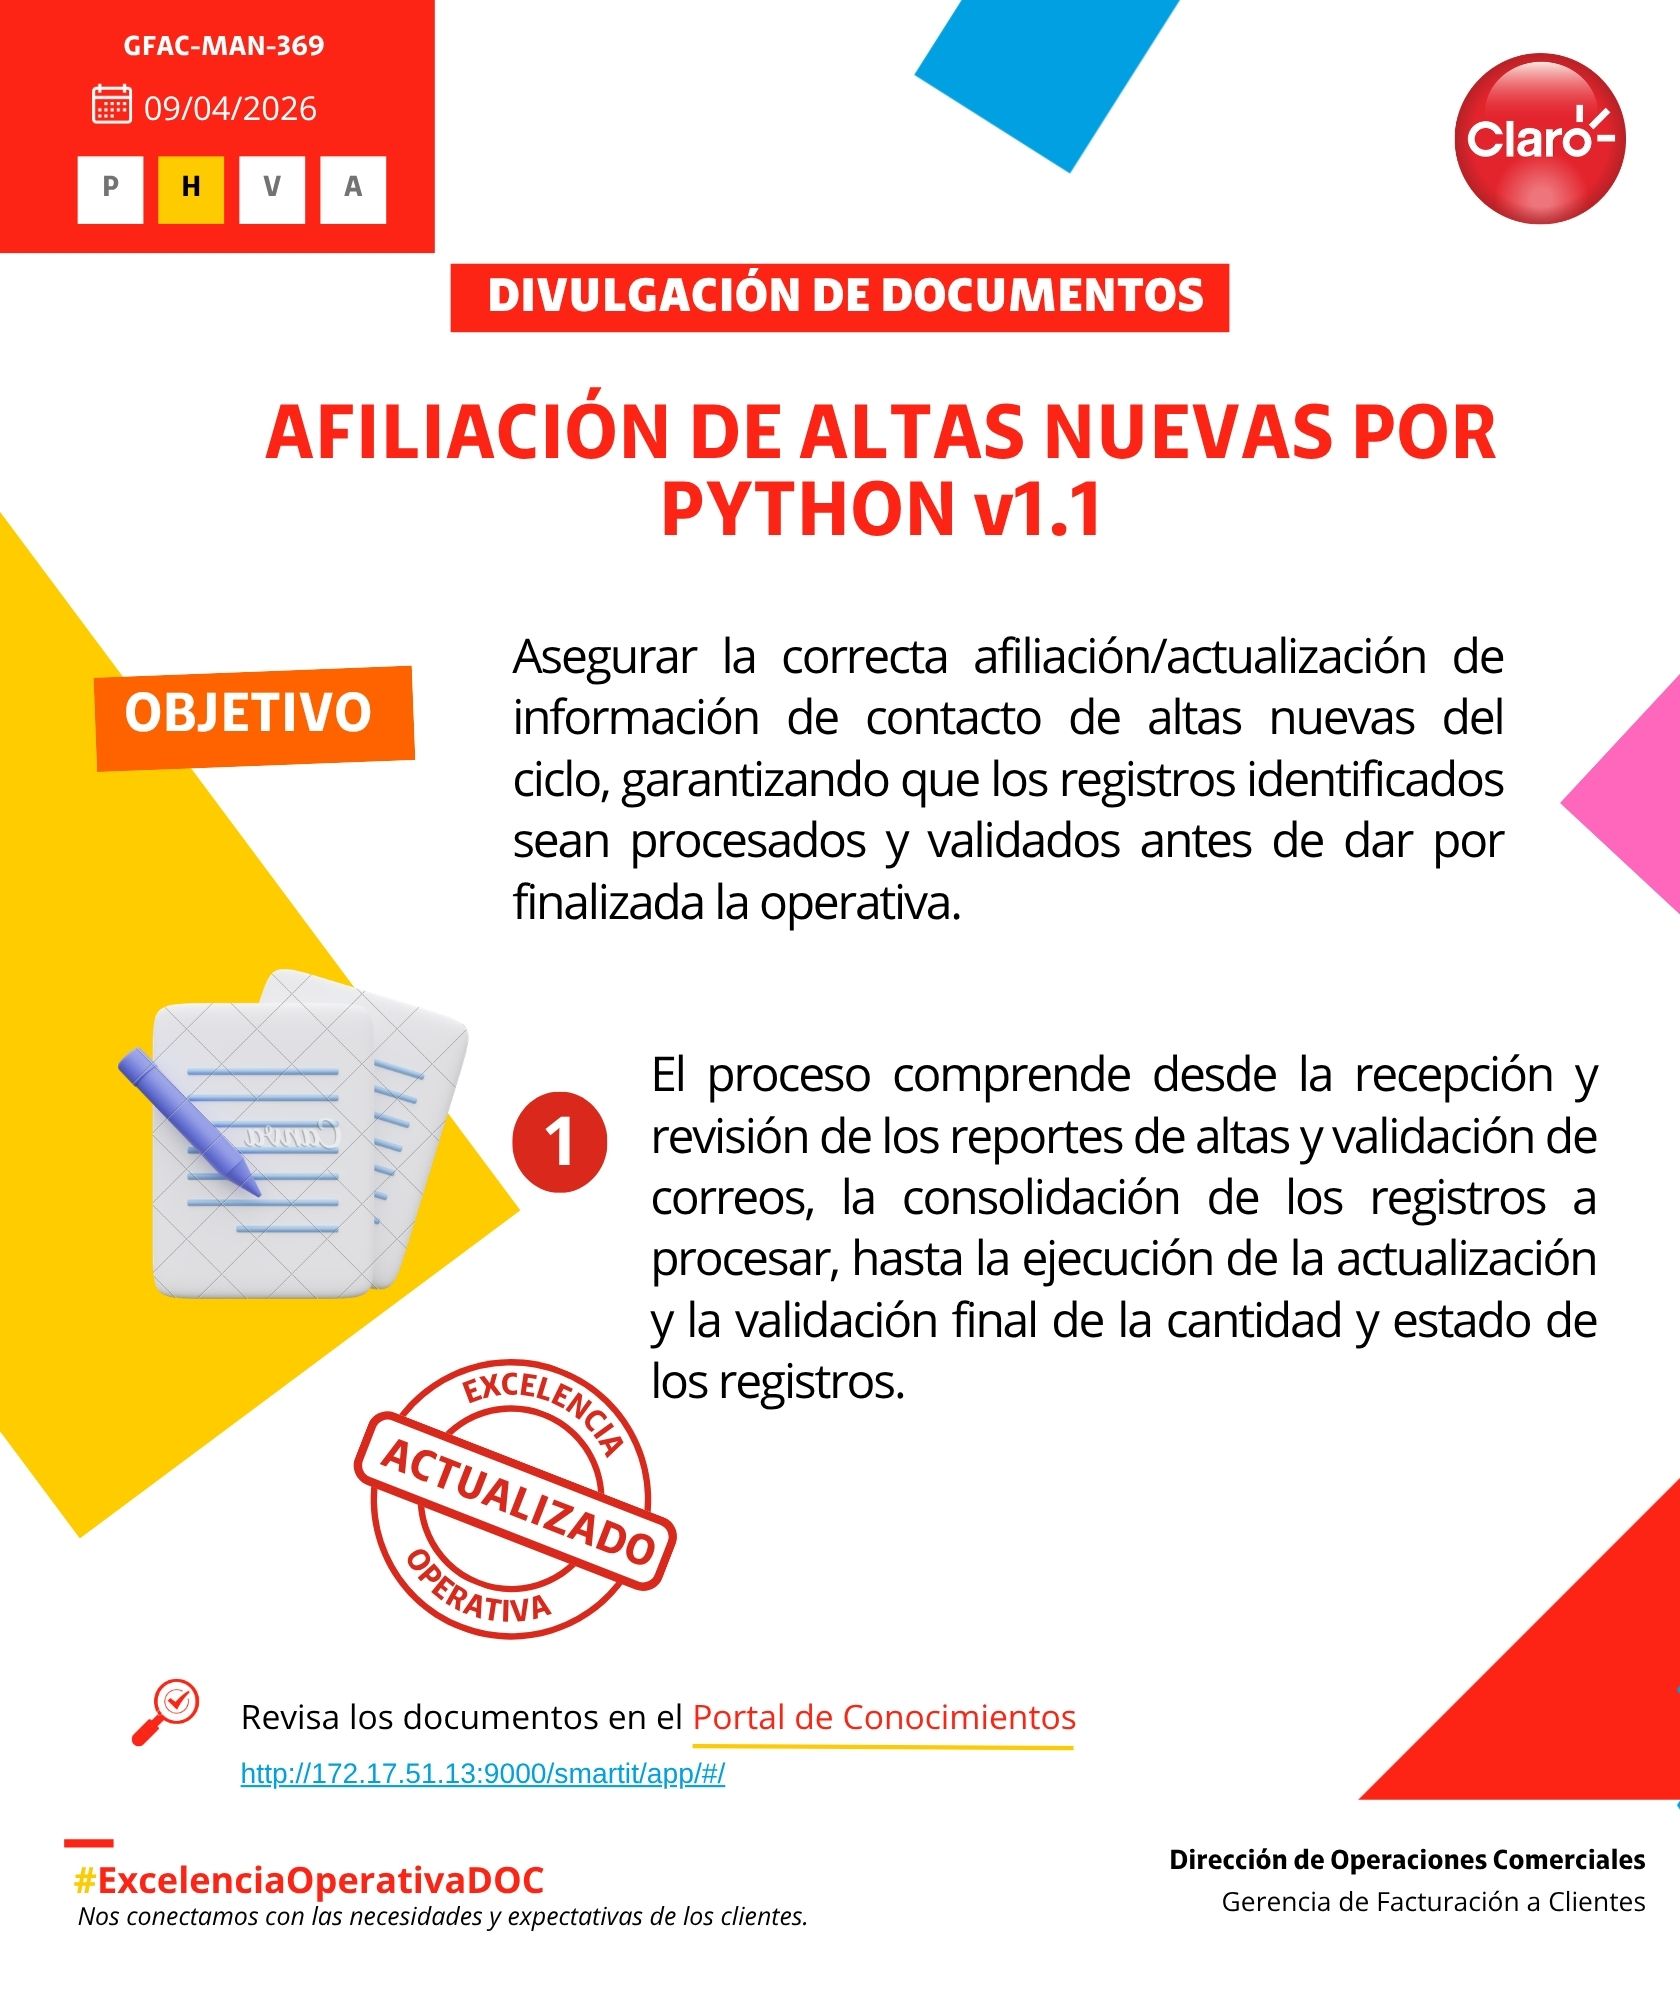 GFAC-MAN-369
09/04/2026
P H V A
Claro
DIVULGACIÓN DE DOCUMENTOS
AFILIACIÓN DE ALTAS NUEVAS POR
PYTHON v1.1
OBJETIVO
Asegurar la correcta afiliación/actualización de
información de contacto de altas nuevas del
ciclo, garantizando que los registros identificados
sean procesados y validados antes de dar por
finalizada la operativa.
Canva
1
El proceso comprende desde la recepción y
revisión de los reportes de altas y validación de
correos, la consolidación de los registros a
procesar, hasta la ejecución de la actualización
y la validación final de la cantidad y estado de
los registros.
EXCELENCIA
ACTUALIZADO
OPERATIVA
Revisa los documentos en el Portal de Conocimientos
http://172.17.51.13:9000/smartit/app/#/
#ExcelenciaOperativaDOC
Nos conectamos con las necesidades y expectativas de los clientes.
Dirección de Operaciones Comerciales
Gerencia de Facturación a Clientes